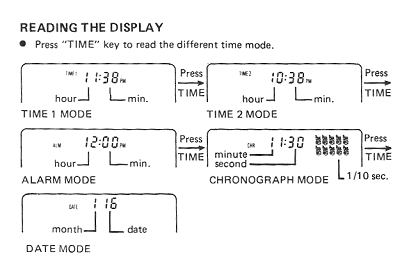 READING THE DISPLAY
● Press "TIME" key to read the different time mode.
TIME 1 11:38 PM
hour min.
TIME 1 MODE
Press
TIME
TIME 2 10:38 PM
hour min.
TIME 2 MODE
Press
TIME
ALM 12:00 PM
hour min.
ALARM MODE
Press
TIME
CHR 11:30
minute
second
1/10 sec.
CHRONOGRAPH MODE
Press
TIME
DATE 1 16
month date
DATE MODE